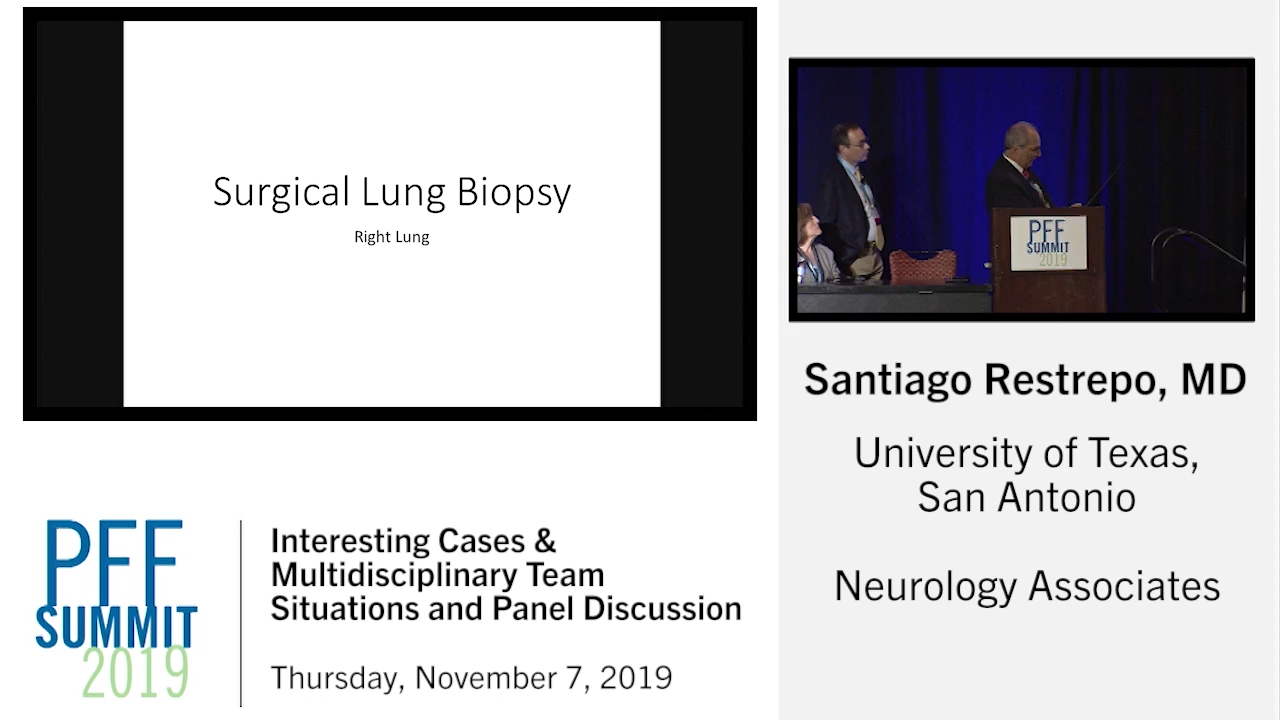 Surgical Lung Biopsy
Right Lung
PFF
SUMMIT
2019
Santiago Restrepo, MD
University of Texas,
San Antonio
Neurology Associates
PFF
SUMMIT
2019
Interesting Cases &
Multidisciplinary Team
Situations and Panel Discussion
Thursday, November 7, 2019